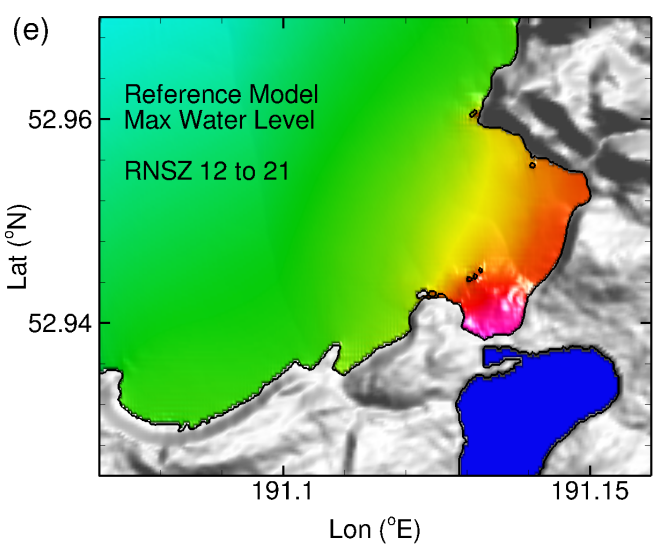 (e)
Reference Model
Max Water Level
RNSZ 12 to 21
52.96
52.94
Lat (°N)
191.1
191.15
Lon (°E)